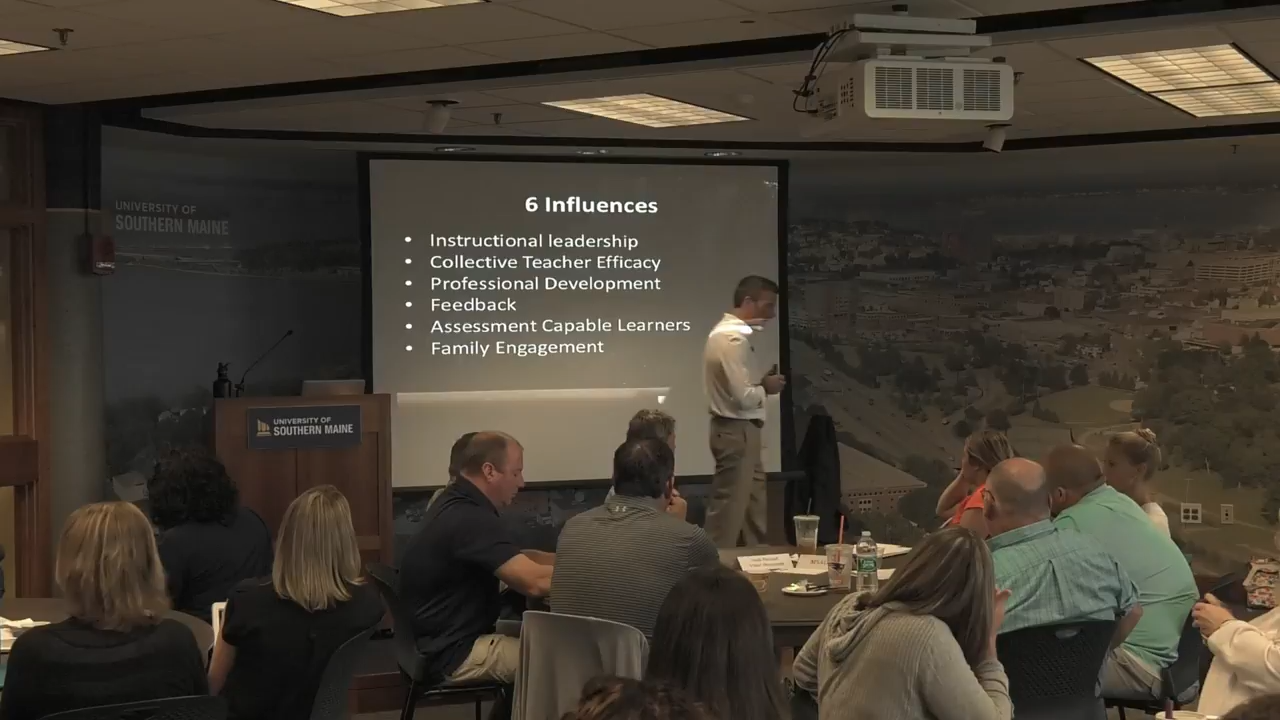 UNIVERSITY OF
SOUTHERN MAINE
6 Influences
• Instructional leadership
• Collective Teacher Efficacy
• Professional Development
• Feedback
• Assessment Capable Learners
• Family Engagement
UNIVERSITY OF
SOUTHERN MAINE